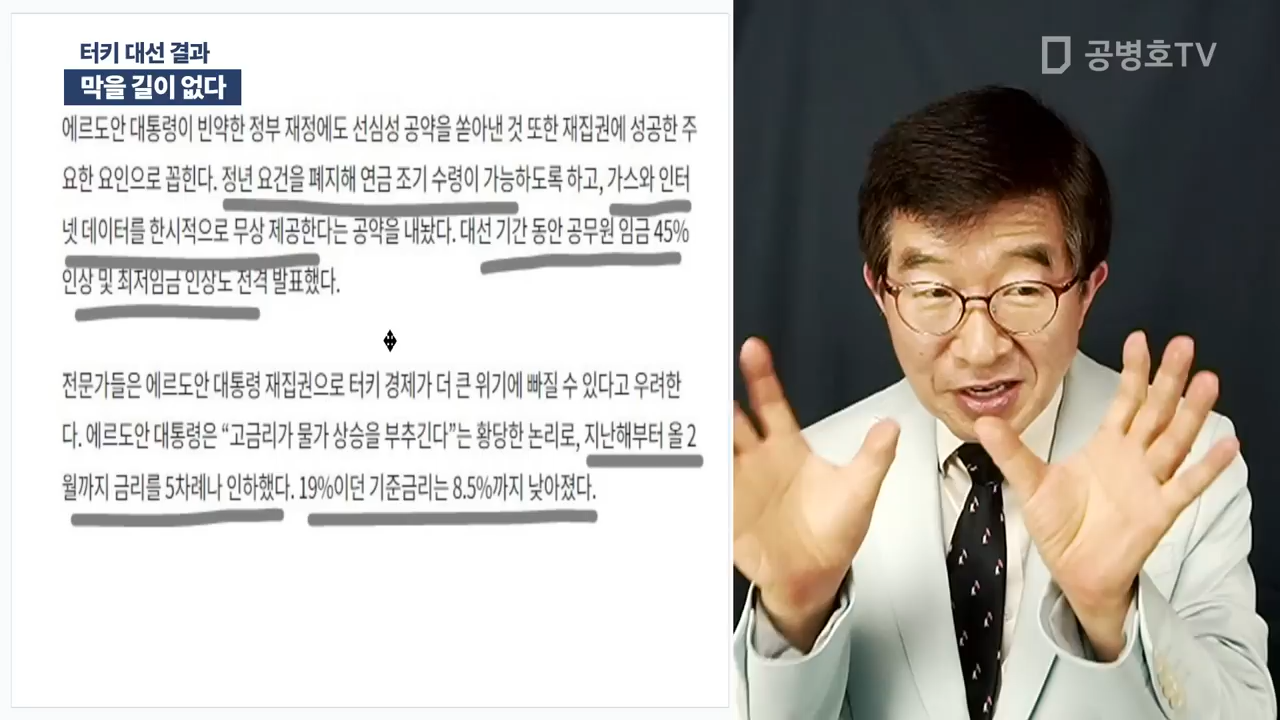 터키 대선 결과
막을 길이 없다
공병호TV
에르도안 대통령이 빈약한 정부 재정에도 선심성 공약을 쏟아낸 것 또한 재집권에 성공한 주
요한 요인으로 꼽힌다. 정년 요건을 폐지해 연금 조기 수령이 가능하도록 하고, 가스와 인터
넷 데이터를 한시적으로 무상 제공한다는 공약을 내놨다. 대선 기간 동안 공무원 임금 45%
인상 및 최저임금 인상도 전격 발표했다.
전문가들은 에르도안 대통령 재집권으로 터키 경제가 더 큰 위기에 빠질 수 있다고 우려한
다. 에르도안 대통령은 “고금리가 물가 상승을 부추긴다”는 황당한 논리로, 지난해부터 올 2
월까지 금리를 5차례나 인하했다. 19%이던 기준금리는 8.5%까지 낮아졌다.